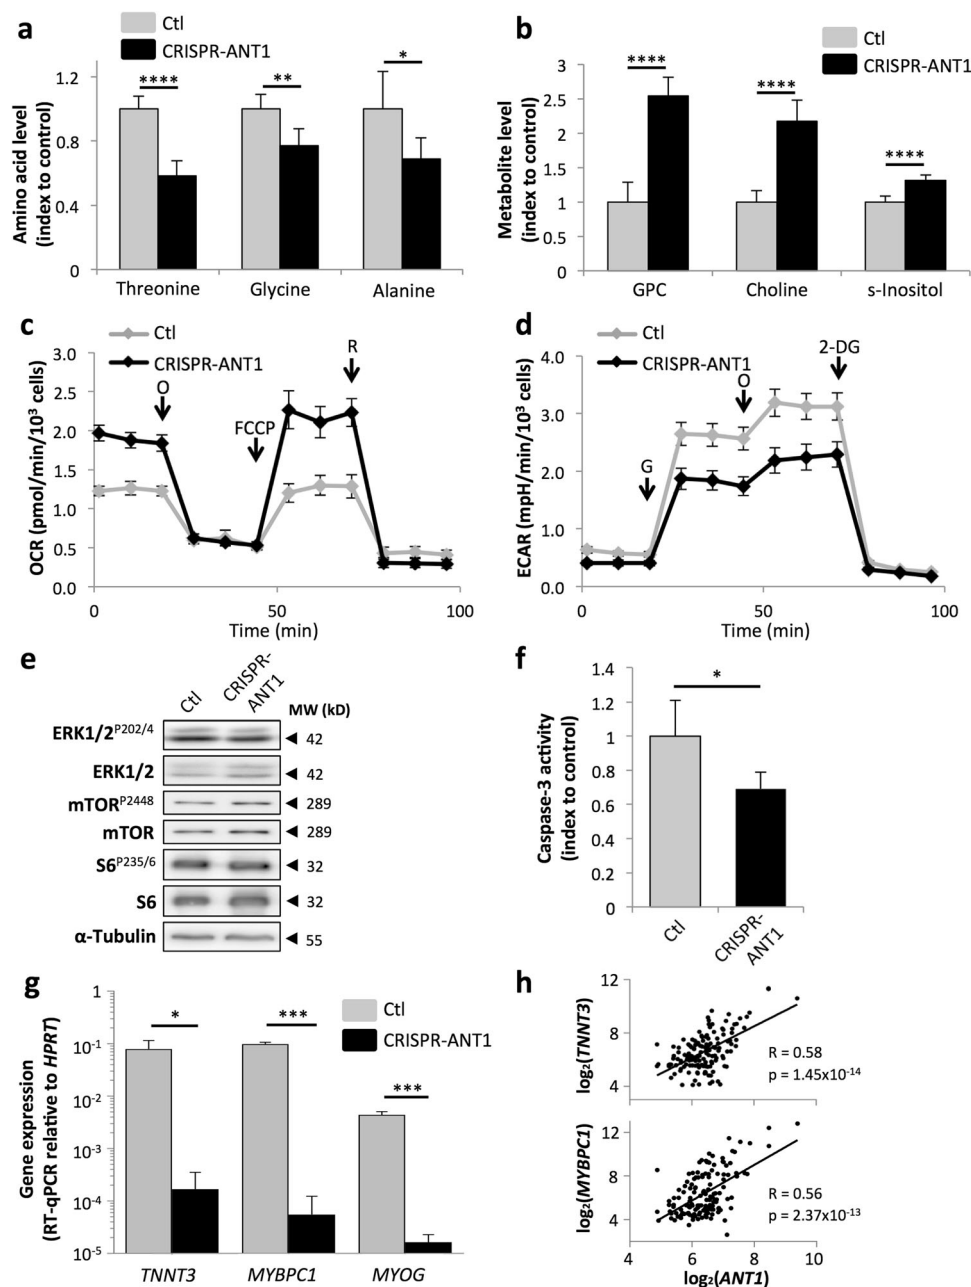 a
Ctl
CRISPR-ANT1
Amino acid level
(index to control)
1.2
0.8
0.4
0
****
**
*
Threonine
Glycine
Alanine
b
Ctl
CRISPR-ANT1
Metabolite level
(index to control)
3
2.5
2
1.5
1
0.5
0
****
****
****
GPC
Choline
s-Inositol
c
Ctl
CRISPR-ANT1
OCR (pmol/min/10³ cells)
3.0
2.5
2.0
1.5
1.0
0.5
0.0
O
FCCP
R
0
50
100
Time (min)
d
Ctl
CRISPR-ANT1
ECAR (mpH/min/10³ cells)
4.0
3.0
2.0
1.0
0.0
G
O
2-DG
0
50
100
Time (min)
e
Ctl
CRISPR-
ANT1
MW (kD)
ERK1/2ᴾ²⁰²/⁴ ◄ 42
ERK1/2 ◄ 42
mTORᴾ²⁴⁴⁸ ◄ 289
mTOR ◄ 289
S6ᴾ²³⁵/⁶ ◄ 32
S6 ◄ 32
α-Tubulin ◄ 55
f
Caspase-3 activity
(index to control)
1.4
1.2
1
0.8
0.6
0.4
0.2
0
*
Ctl
CRISPR-
ANT1
g
Ctl
CRISPR-ANT1
Gene expression
(RT-qPCR relative to HPRT)
1
10⁻¹
10⁻²
10⁻³
10⁻⁴
10⁻⁵
*
***
***
TNNT3
MYBPC1
MYOG
h
log₂(TNNT3)
12
8
4
R = 0.58
p = 1.45x10⁻¹⁴
log₂(MYBPC1)
12
8
4
R = 0.56
p = 2.37x10⁻¹³
4
6
8
10
log₂(ANT1)